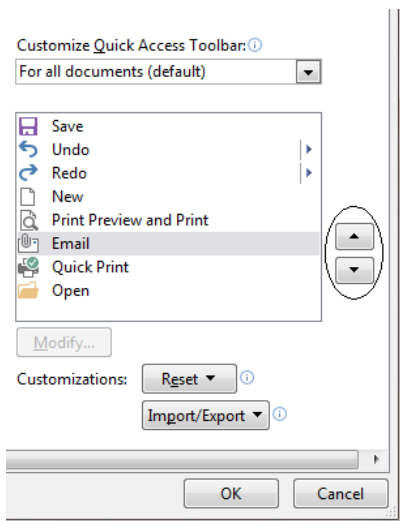 Customize Quick Access Toolbar:
For all documents (default)
Save
Undo
Redo
New
Print Preview and Print
Email
Quick Print
Open
Modify...
Customizations: Reset
Import/Export
OK Cancel